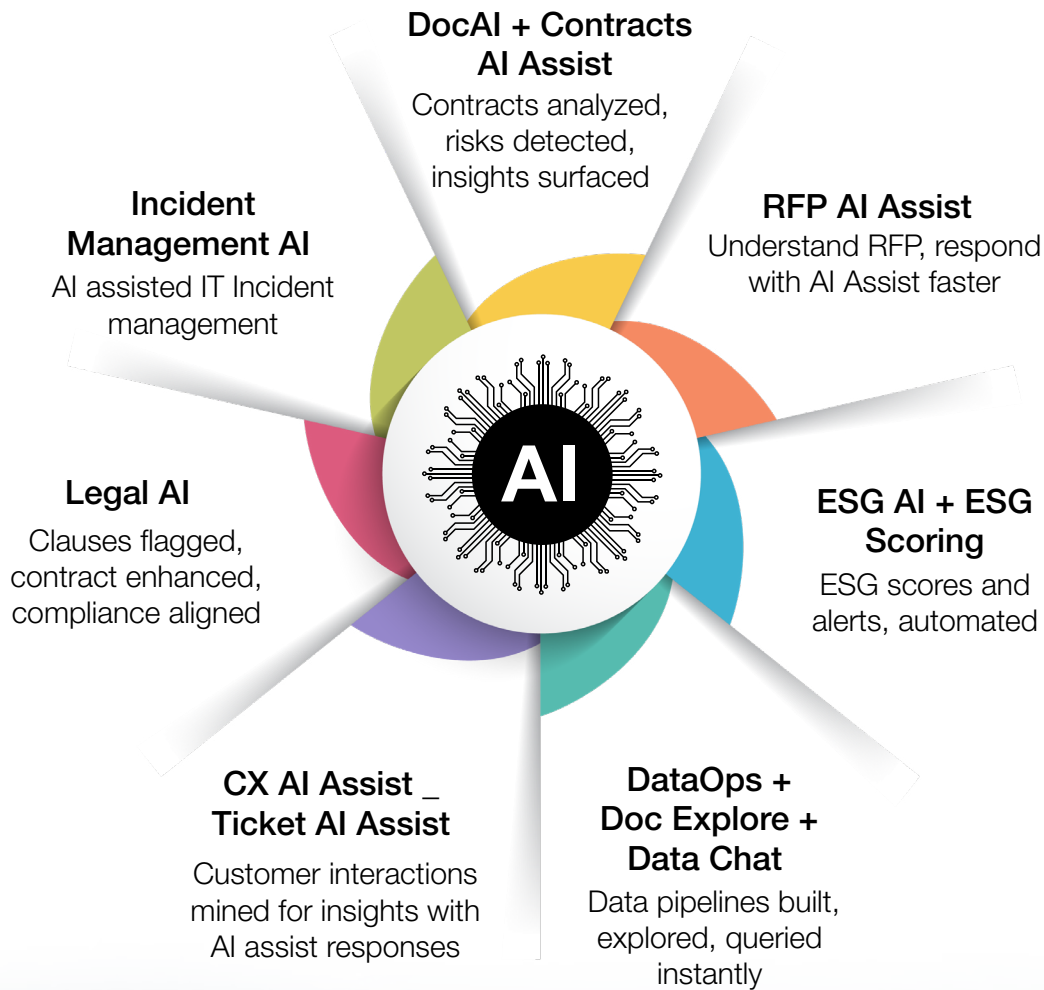 DocAI + Contracts
AI Assist
Contracts analyzed,
risks detected,
insights surfaced
RFP AI Assist
Understand RFP, respond
with AI Assist faster
ESG AI + ESG
Scoring
ESG scores and
alerts, automated
DataOps +
Doc Explore +
Data Chat
Data pipelines built,
explored, queried
instantly
CX AI Assist _
Ticket AI Assist
Customer interactions
mined for insights with
AI assist responses
Legal AI
Clauses flagged,
contract enhanced,
compliance aligned
Incident
Management AI
AI assisted IT Incident
management
AI